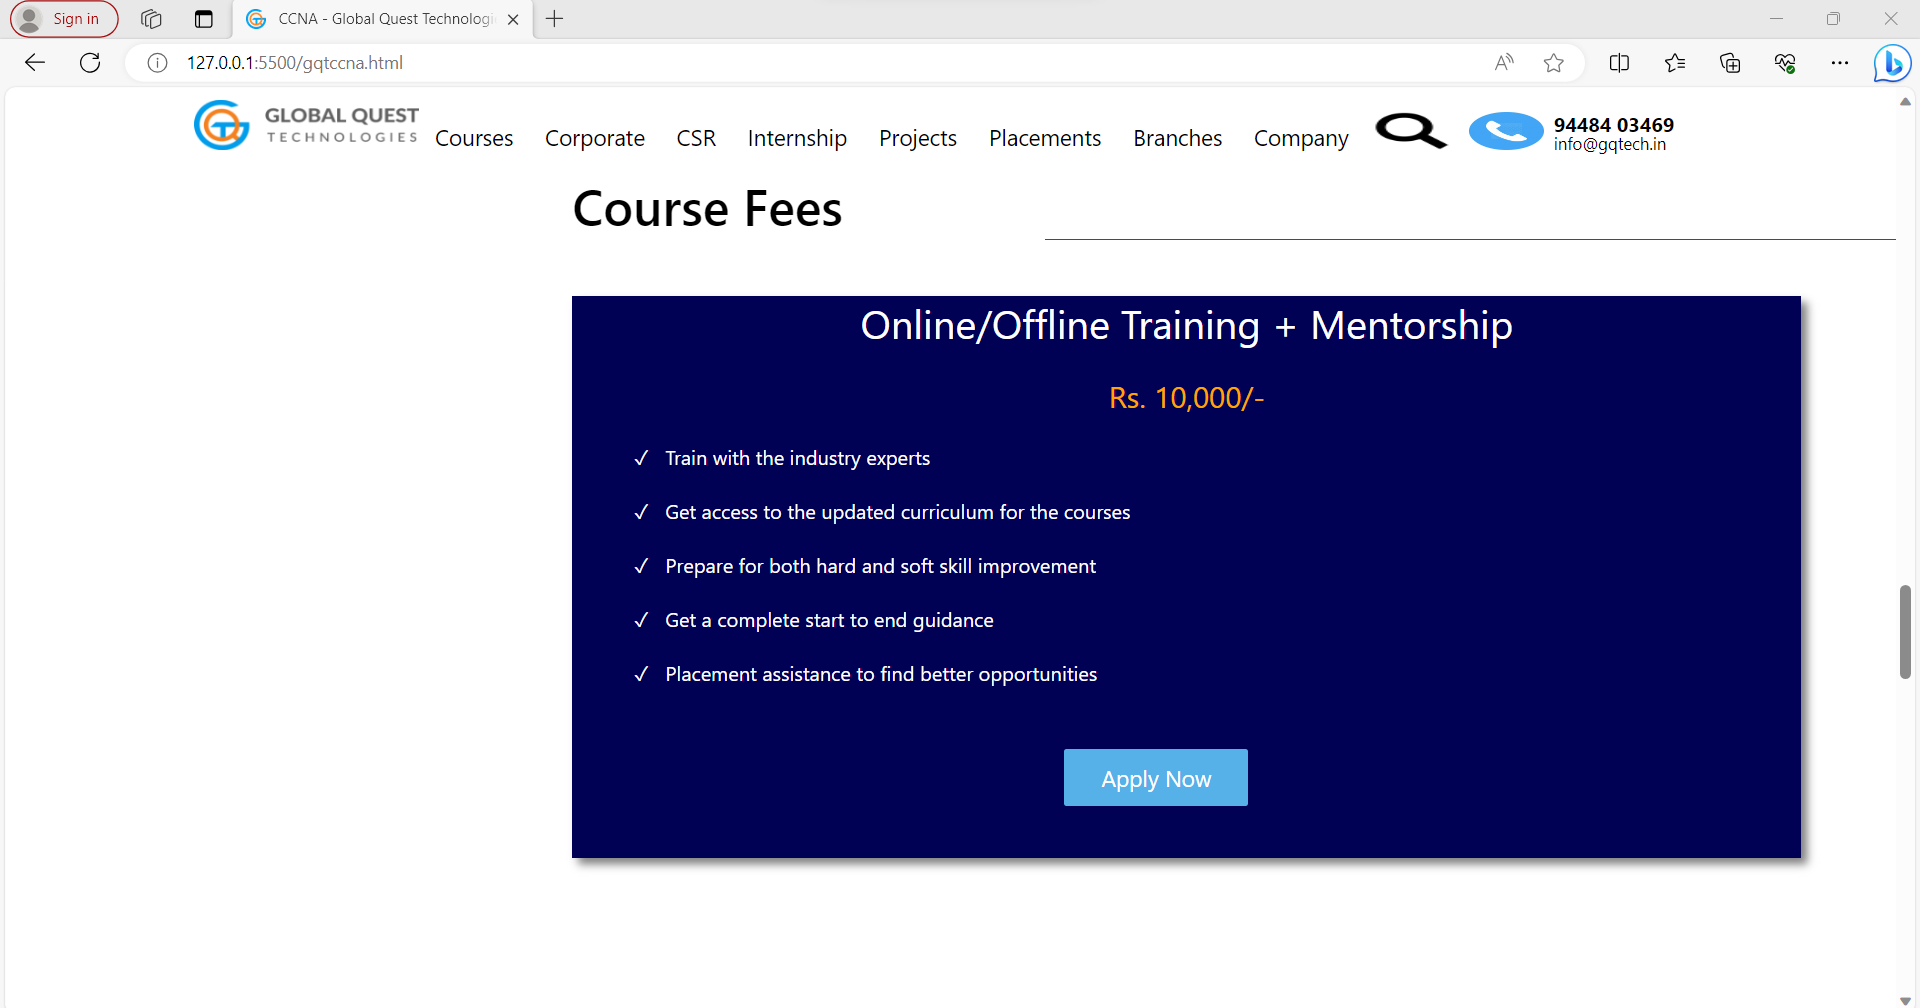 Sign in
CCNA - Global Quest Technologi
127.0.0.1:5500/gqtccna.html
GLOBAL QUEST
TECHNOLOGIES
Courses Corporate CSR Internship Projects Placements Branches Company
94484 03469
info@gqtech.in
Course Fees
Online/Offline Training + Mentorship
Rs. 10,000/-
✓ Train with the industry experts
✓ Get access to the updated curriculum for the courses
✓ Prepare for both hard and soft skill improvement
✓ Get a complete start to end guidance
✓ Placement assistance to find better opportunities
Apply Now